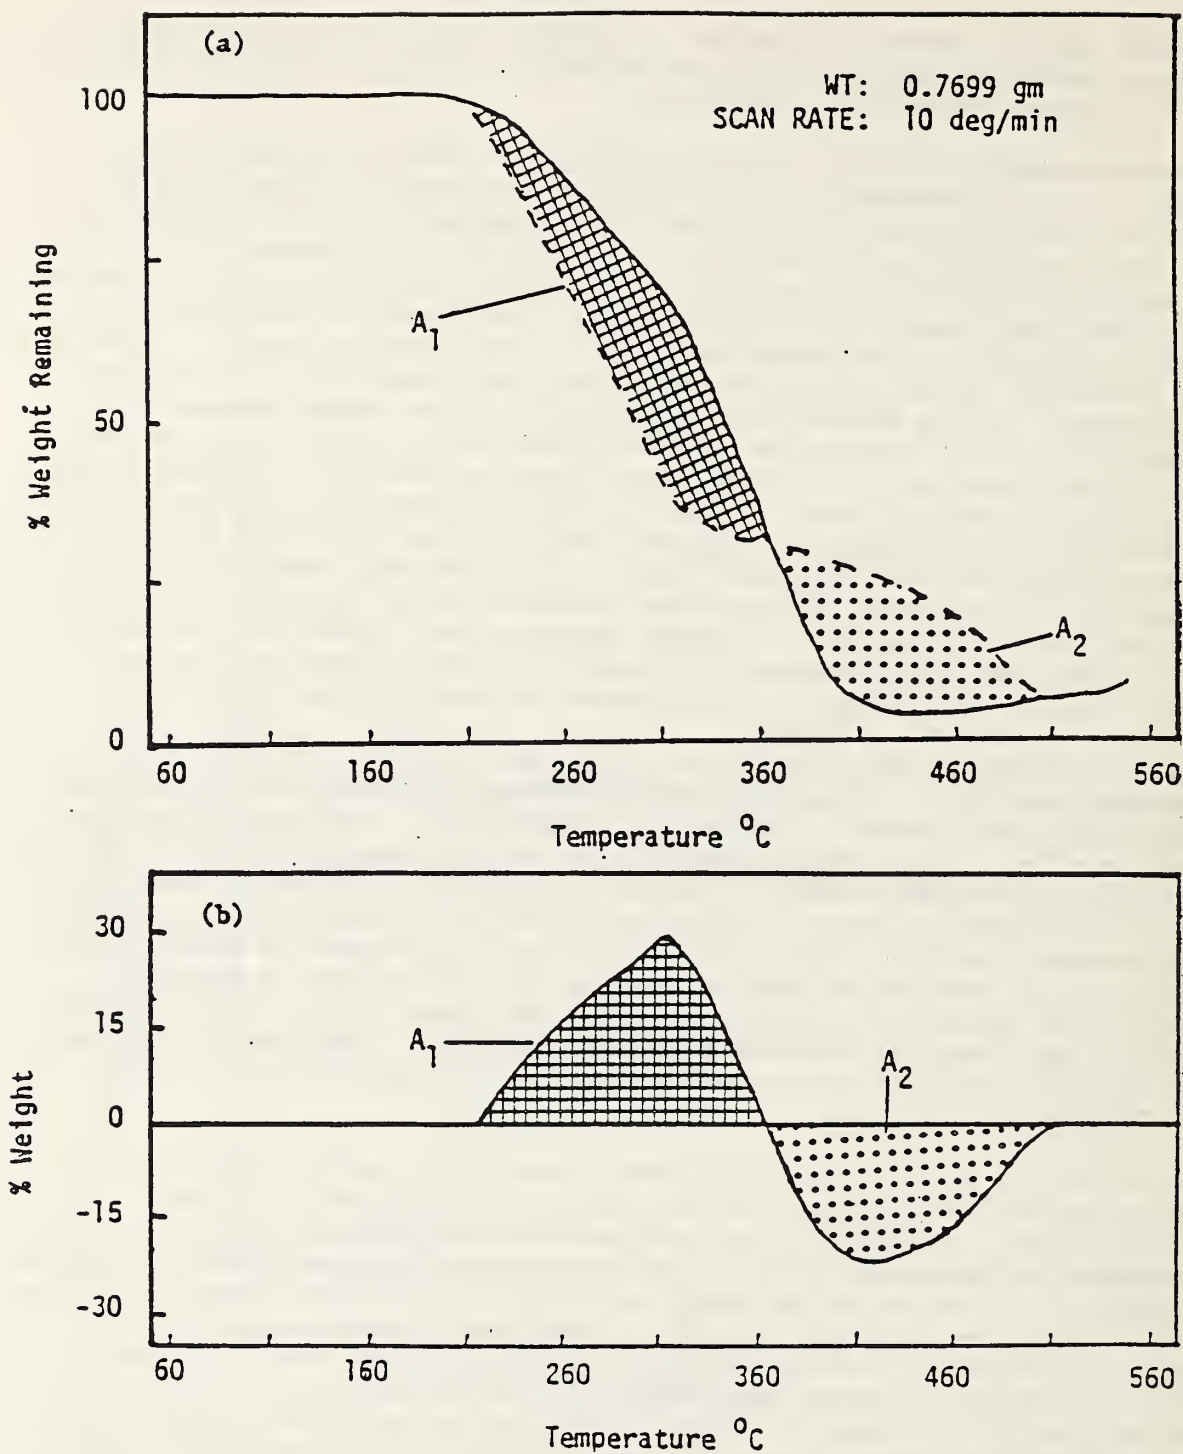 (a)
WT: 0.7699 gm
SCAN RATE: 10 deg/min
100
50
0
% Weight Remaining
A1
A2
60 160 260 360 460 560
Temperature °C
(b)
30
15
0
-15
-30
% Weight
A1
A2
60 160 260 360 460 560
Temperature °C